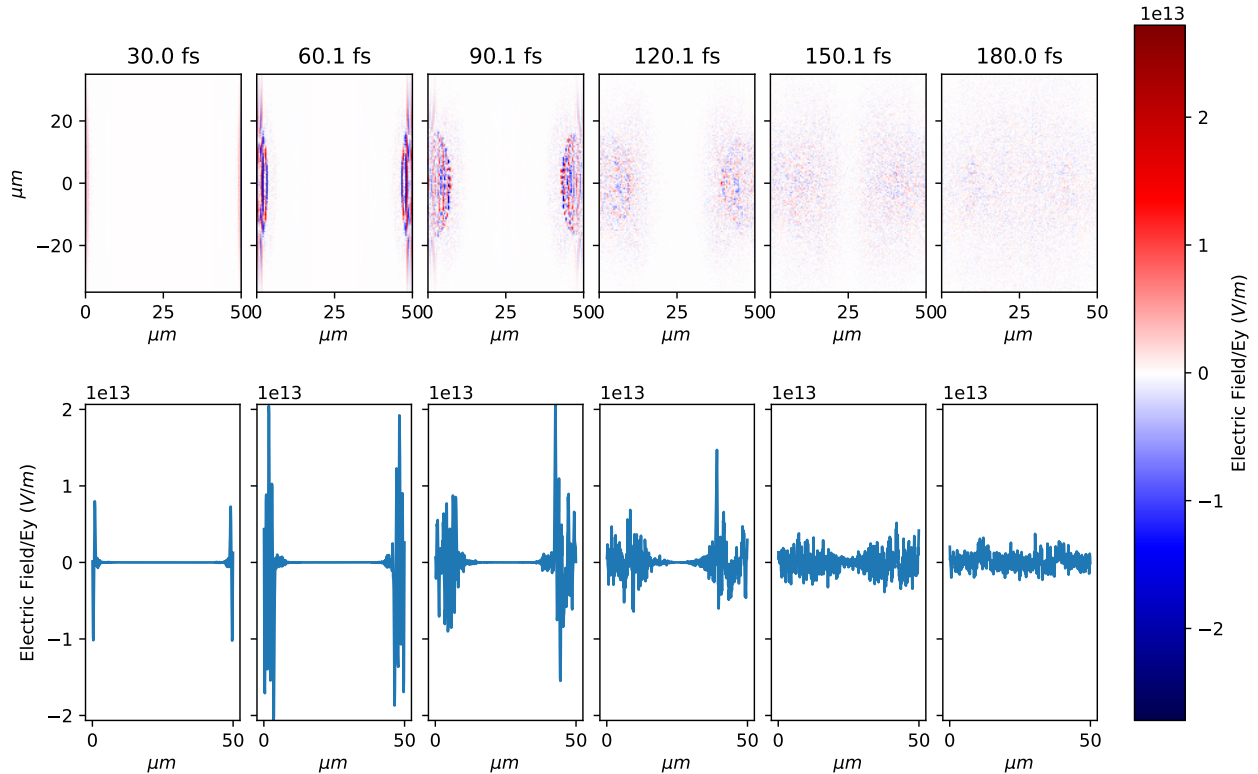 1e13
30.0 fs 60.1 fs 90.1 fs 120.1 fs 150.1 fs 180.0 fs
20
0
−20
μm
0 25 50
0 25 50
0 25 50
0 25 50
0 25 50
0 25 50
μm μm μm μm μm μm
2
1
0
−1
−2
Electric Field/Ey (V/m)
1e13 1e13 1e13 1e13 1e13 1e13
2
1
0
−1
−2
Electric Field/Ey (V/m)
0 50 0 50 0 50 0 50 0 50 0 50
μm μm μm μm μm μm